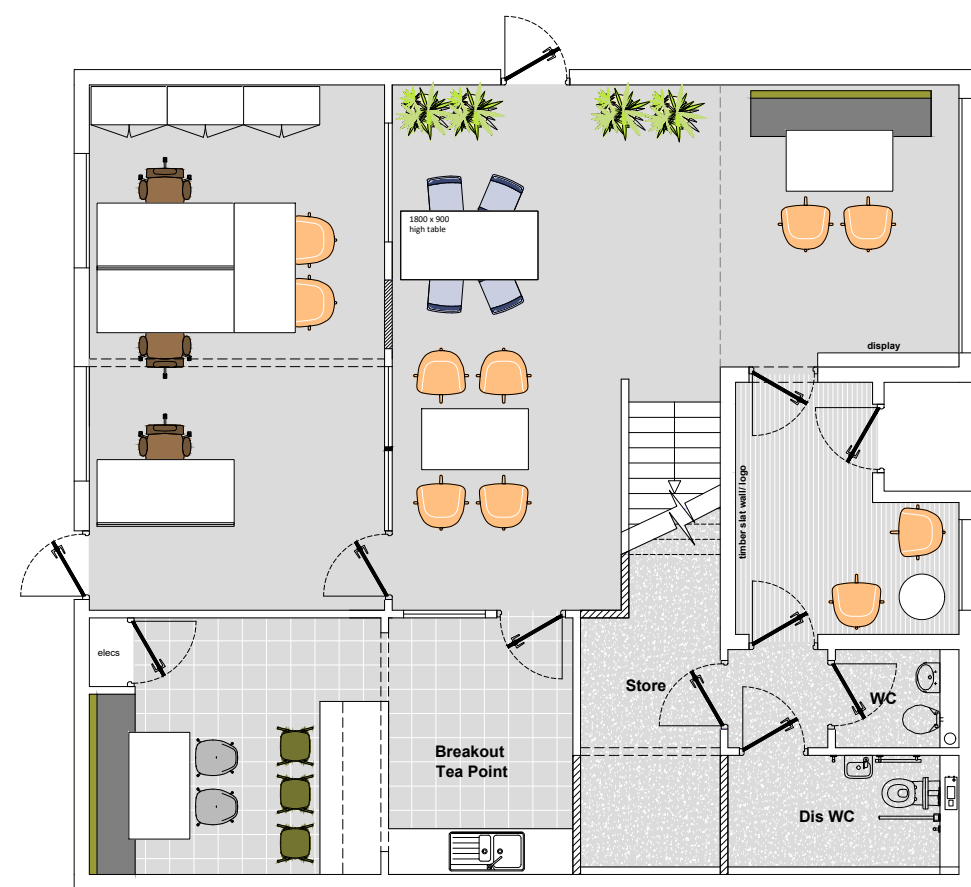 1800 x 900
high table
display
timber slat wall/ logo
elecs
Store
WC
Breakout
Tea Point
Dis WC